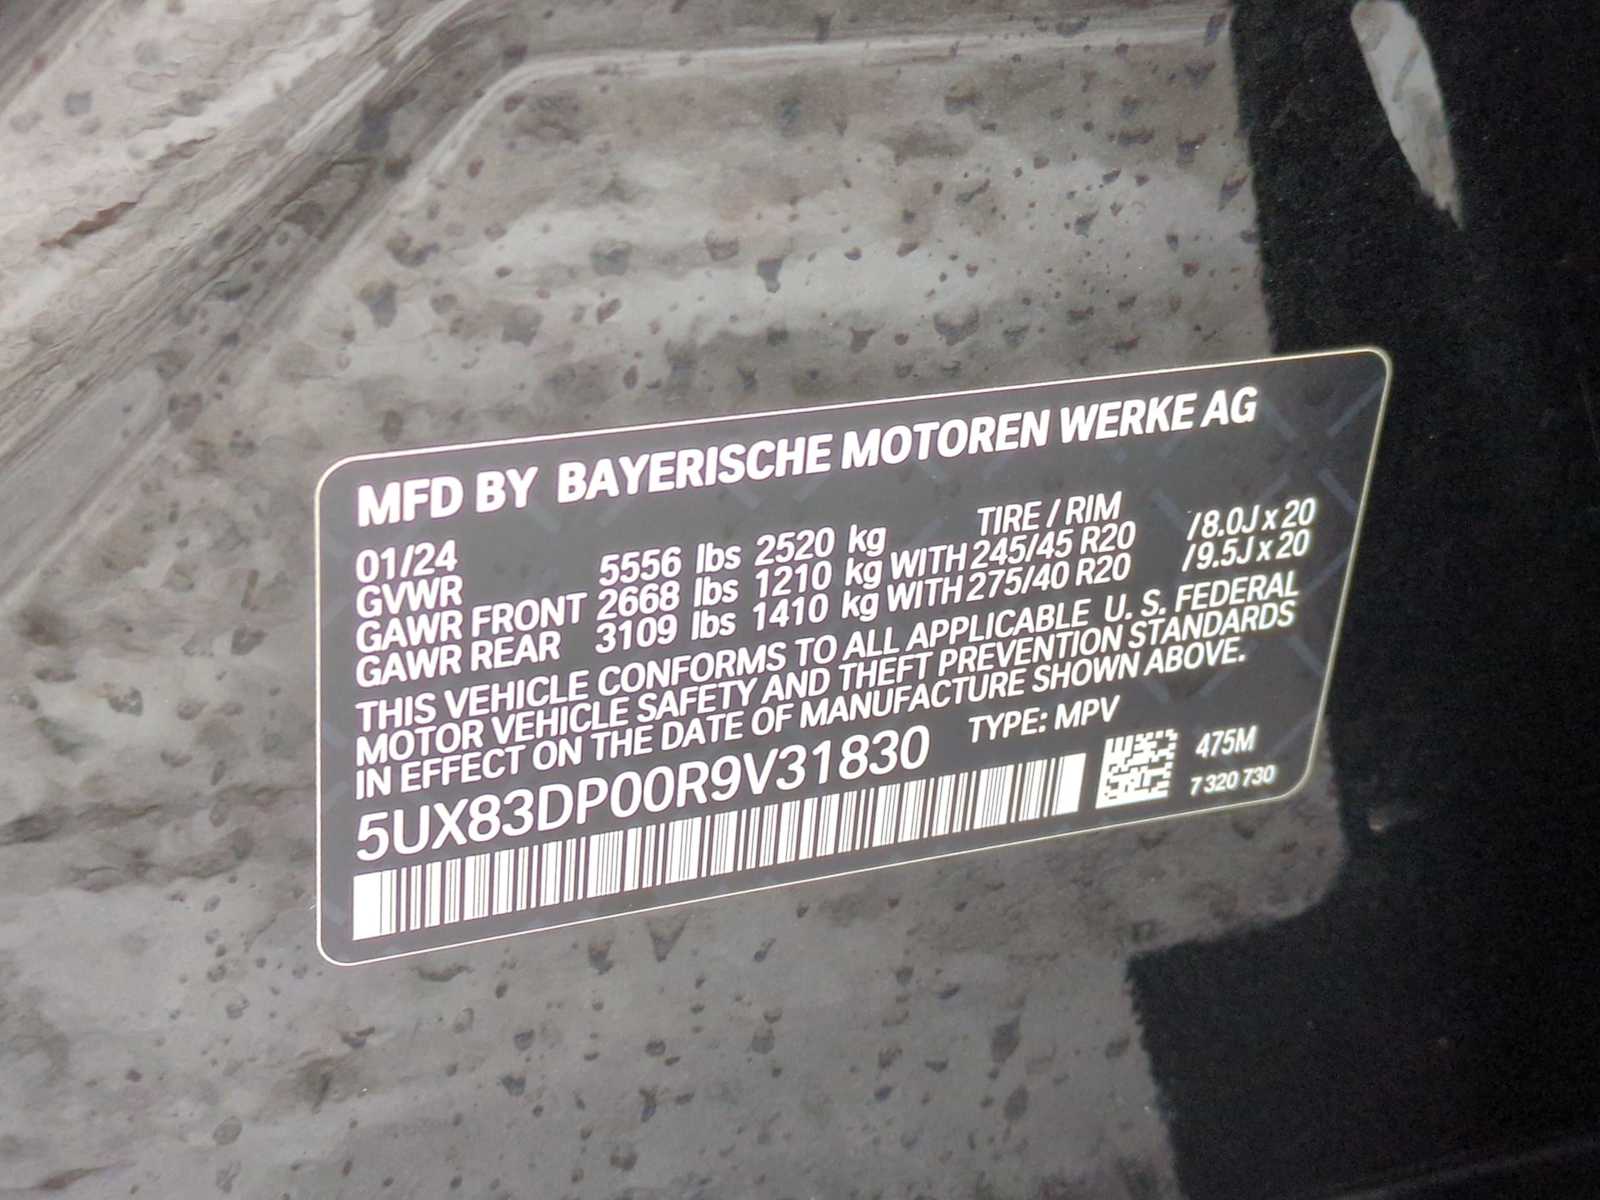 MFD BY BAYERISCHE MOTOREN WERKE AG
01/24 TIRE / RIM
GVWR 5556 lbs 2520 kg
GAWR FRONT 2668 lbs 1210 kg WITH 245/45 R20 /8.0J x 20
GAWR REAR 3109 lbs 1410 kg WITH 275/40 R20 /9.5J x 20
THIS VEHICLE CONFORMS TO ALL APPLICABLE U. S. FEDERAL
MOTOR VEHICLE SAFETY AND THEFT PREVENTION STANDARDS
IN EFFECT ON THE DATE OF MANUFACTURE SHOWN ABOVE.
5UX83DP00R9V31830 TYPE: MPV
475M
7 320 730